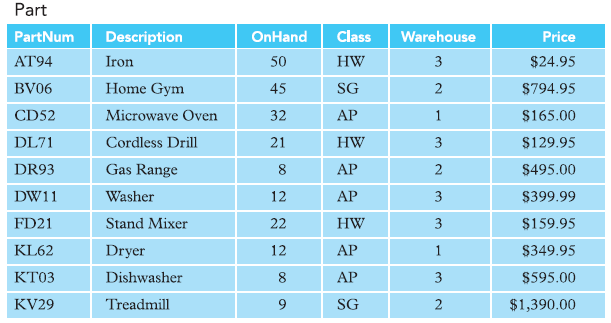 Part
PartNum Description OnHand Class Warehouse Price
AT94 Iron 50 HW 3 $24.95
BV06 Home Gym 45 SG 2 $794.95
CD52 Microwave Oven 32 AP 1 $165.00
DL71 Cordless Drill 21 HW 3 $129.95
DR93 Gas Range 8 AP 2 $495.00
DW11 Washer 12 AP 3 $399.99
FD21 Stand Mixer 22 HW 3 $159.95
KL62 Dryer 12 AP 1 $349.95
KT03 Dishwasher 8 AP 3 $595.00
KV29 Treadmill 9 SG 2 $1,390.00